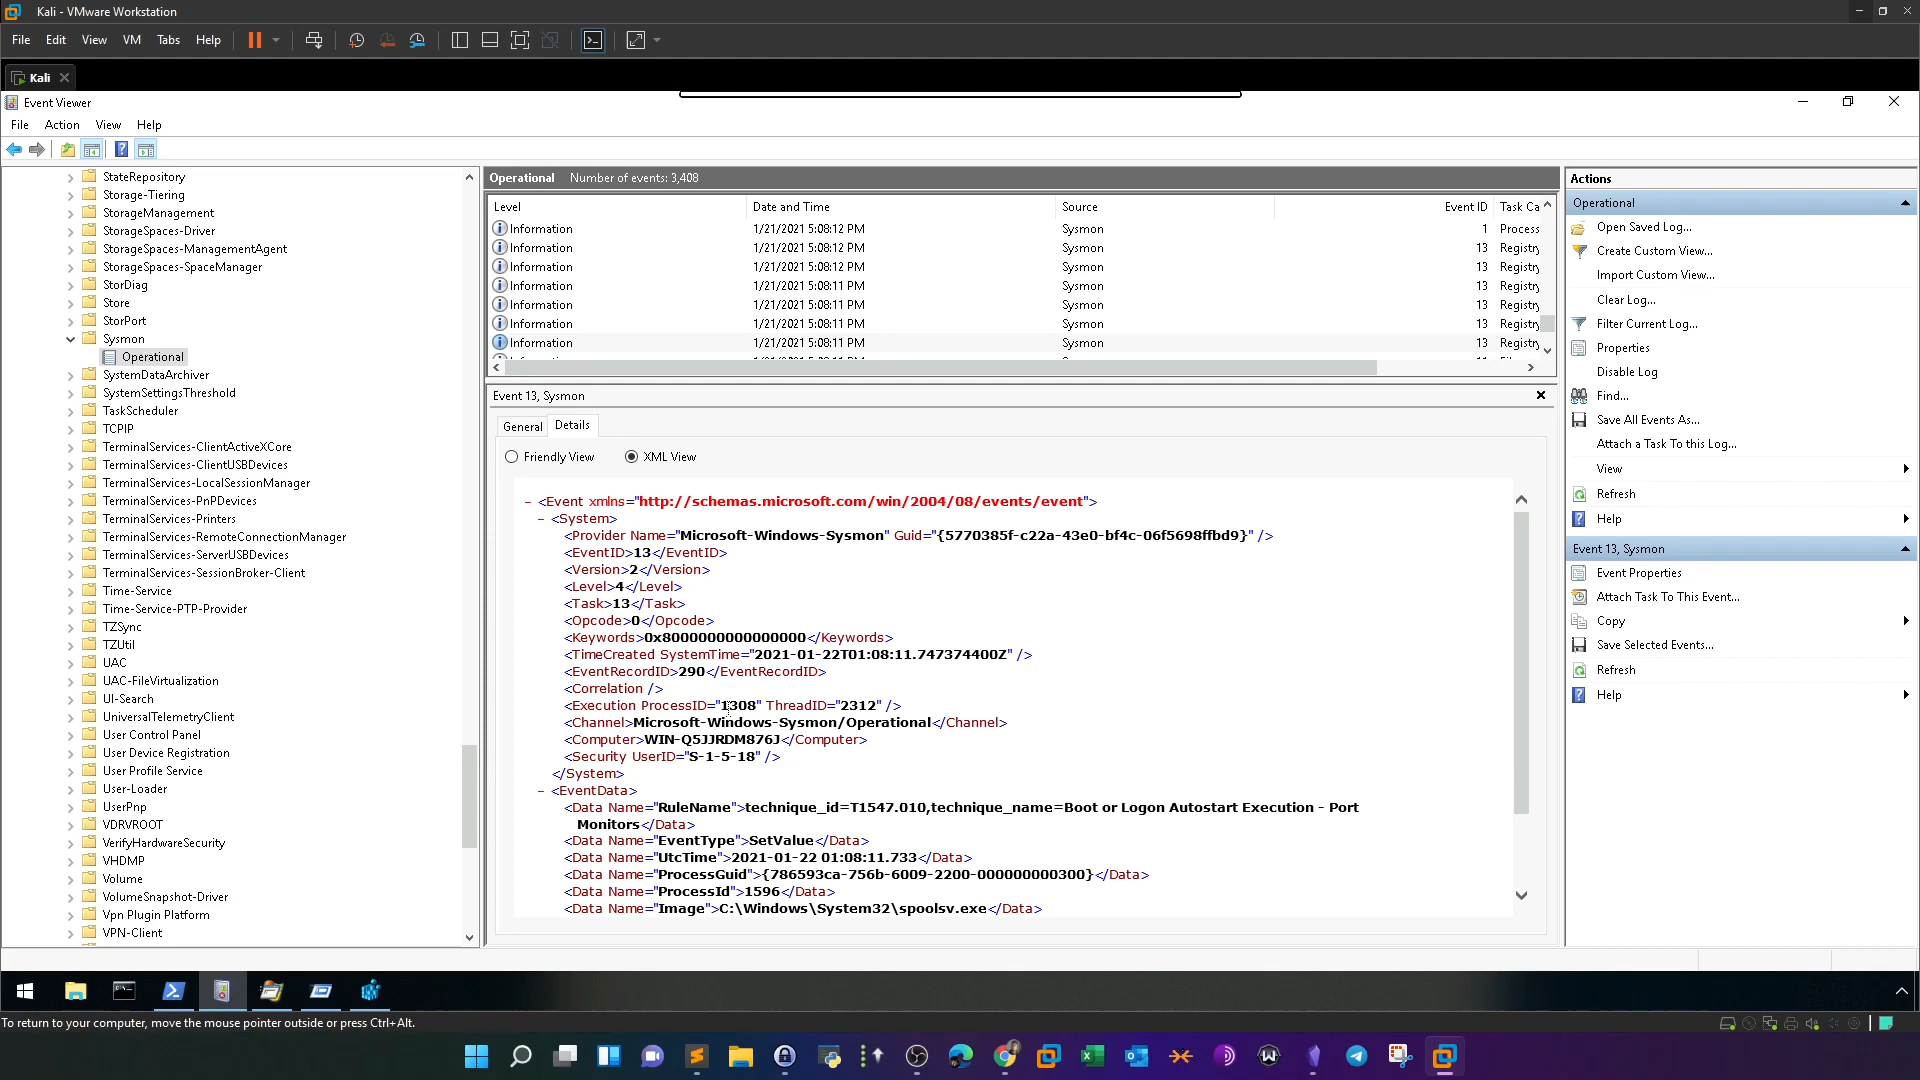 Kali - VMware Workstation
File Edit View VM Tabs Help
Kali
Event Viewer
File Action View Help
StateRepository
Storage-Tiering
StorageManagement
StorageSpaces-Driver
StorageSpaces-ManagementAgent
StorageSpaces-SpaceManager
StorDiag
Store
StorPort
Sysmon
Operational
SystemDataArchiver
SystemSettingsThreshold
TaskScheduler
TCPIP
TerminalServices-ClientActiveXCore
TerminalServices-ClientUSBDevices
TerminalServices-LocalSessionManager
TerminalServices-PnPDevices
TerminalServices-Printers
TerminalServices-RemoteConnectionManager
TerminalServices-ServerUSBDevices
TerminalServices-SessionBroker-Client
Time-Service
Time-Service-PTP-Provider
TZSync
TZUtil
UAC
UAC-FileVirtualization
UI-Search
UniversalTelemetryClient
User Control Panel
User Device Registration
User Profile Service
User-Loader
UserPnp
VDRVROOT
VerifyHardwareSecurity
VHDMP
Volume
VolumeSnapshot-Driver
Vpn Plugin Platform
VPN-Client
Operational Number of events: 3,408
Level Date and Time Source Event ID Task Ca
Information 1/21/2021 5:08:12 PM Sysmon 1 Process
Information 1/21/2021 5:08:12 PM Sysmon 13 Registry
Information 1/21/2021 5:08:12 PM Sysmon 13 Registry
Information 1/21/2021 5:08:11 PM Sysmon 13 Registry
Information 1/21/2021 5:08:11 PM Sysmon 13 Registry
Information 1/21/2021 5:08:11 PM Sysmon 13 Registry
Information 1/21/2021 5:08:11 PM Sysmon 13 Registry
Event 13, Sysmon
General Details
Friendly View XML View
- <Event xmlns="http://schemas.microsoft.com/win/2004/08/events/event">
- <System>
<Provider Name="Microsoft-Windows-Sysmon" Guid="{5770385f-c22a-43e0-bf4c-06f5698ffbd9}" />
<EventID>13</EventID>
<Version>2</Version>
<Level>4</Level>
<Task>13</Task>
<Opcode>0</Opcode>
<Keywords>0x8000000000000000</Keywords>
<TimeCreated SystemTime="2021-01-22T01:08:11.747374400Z" />
<EventRecordID>290</EventRecordID>
<Correlation />
<Execution ProcessID="1308" ThreadID="2312" />
<Channel>Microsoft-Windows-Sysmon/Operational</Channel>
<Computer>WIN-Q5JJRDM876J</Computer>
<Security UserID="S-1-5-18" />
</System>
- <EventData>
<Data Name="RuleName">technique_id=T1547.010,technique_name=Boot or Logon Autostart Execution - Port
Monitors</Data>
<Data Name="EventType">SetValue</Data>
<Data Name="UtcTime">2021-01-22 01:08:11.733</Data>
<Data Name="ProcessGuid">{786593ca-756b-6009-2200-000000000300}</Data>
<Data Name="ProcessId">1596</Data>
<Data Name="Image">C:\Windows\System32\spoolsv.exe</Data>
Actions
Operational
Open Saved Log...
Create Custom View...
Import Custom View...
Clear Log...
Filter Current Log...
Properties
Disable Log
Find...
Save All Events As...
Attach a Task To this Log...
View
Refresh
Help
Event 13, Sysmon
Event Properties
Attach Task To This Event...
Copy
Save Selected Events...
Refresh
Help
To return to your computer, move the mouse pointer outside or press Ctrl+Alt.